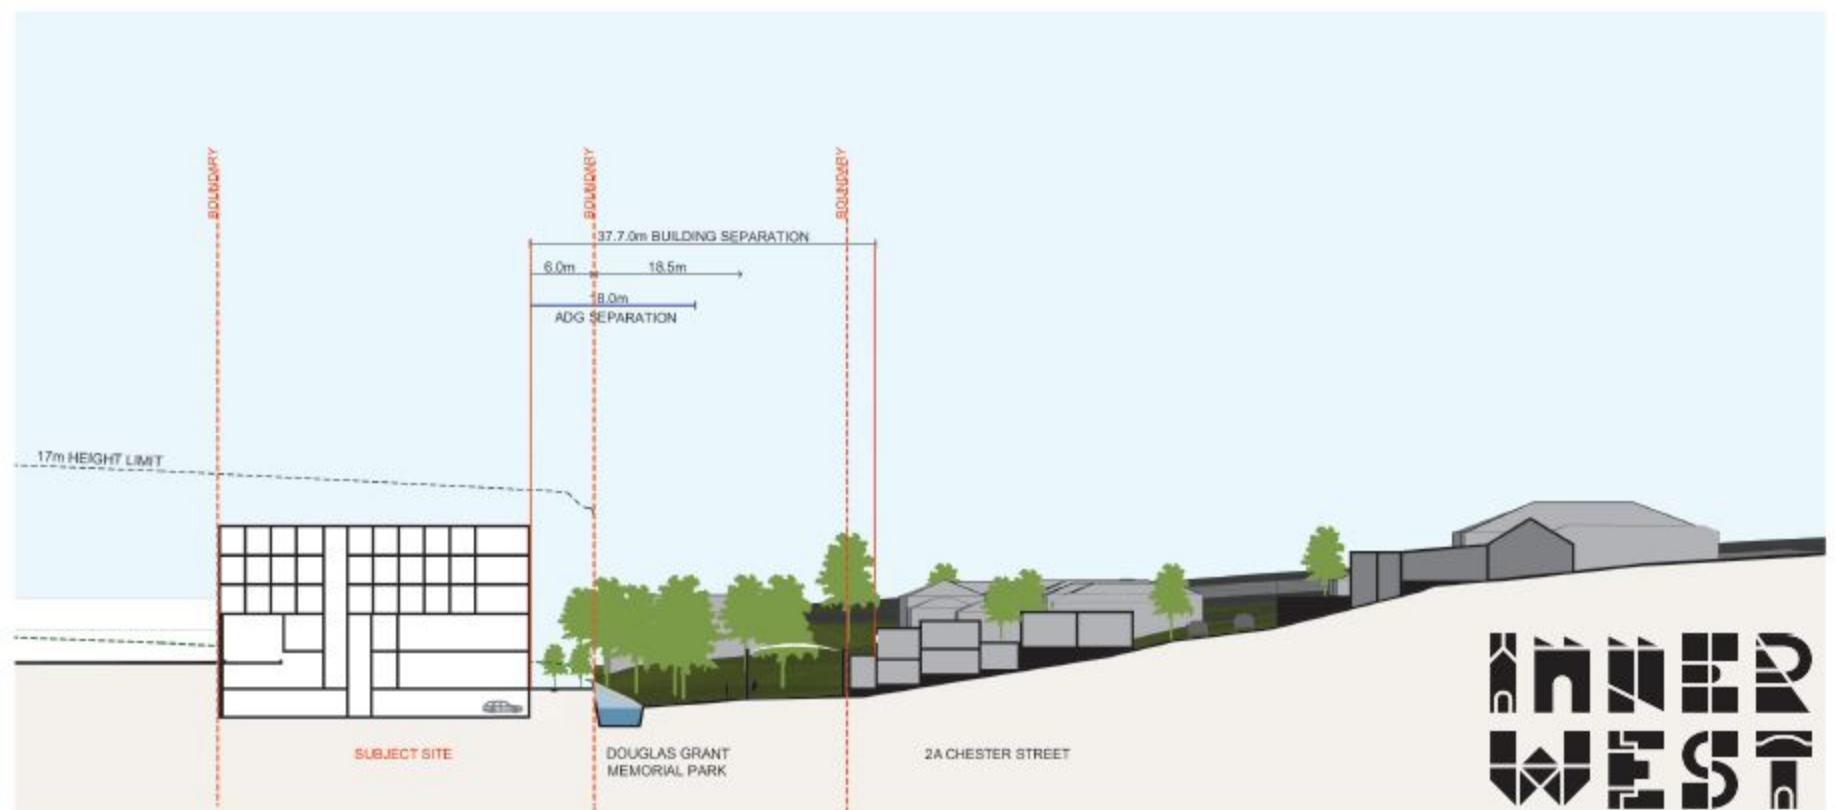 BOUNDARY
BOUNDARY
BOUNDARY
37.7.0m BUILDING SEPARATION
6.0m
18.5m
18.0m
ADG SEPARATION
17m HEIGHT LIMIT
SUBJECT SITE
DOUGLAS GRANT
MEMORIAL PARK
2A CHESTER STREET
INNER
WEST